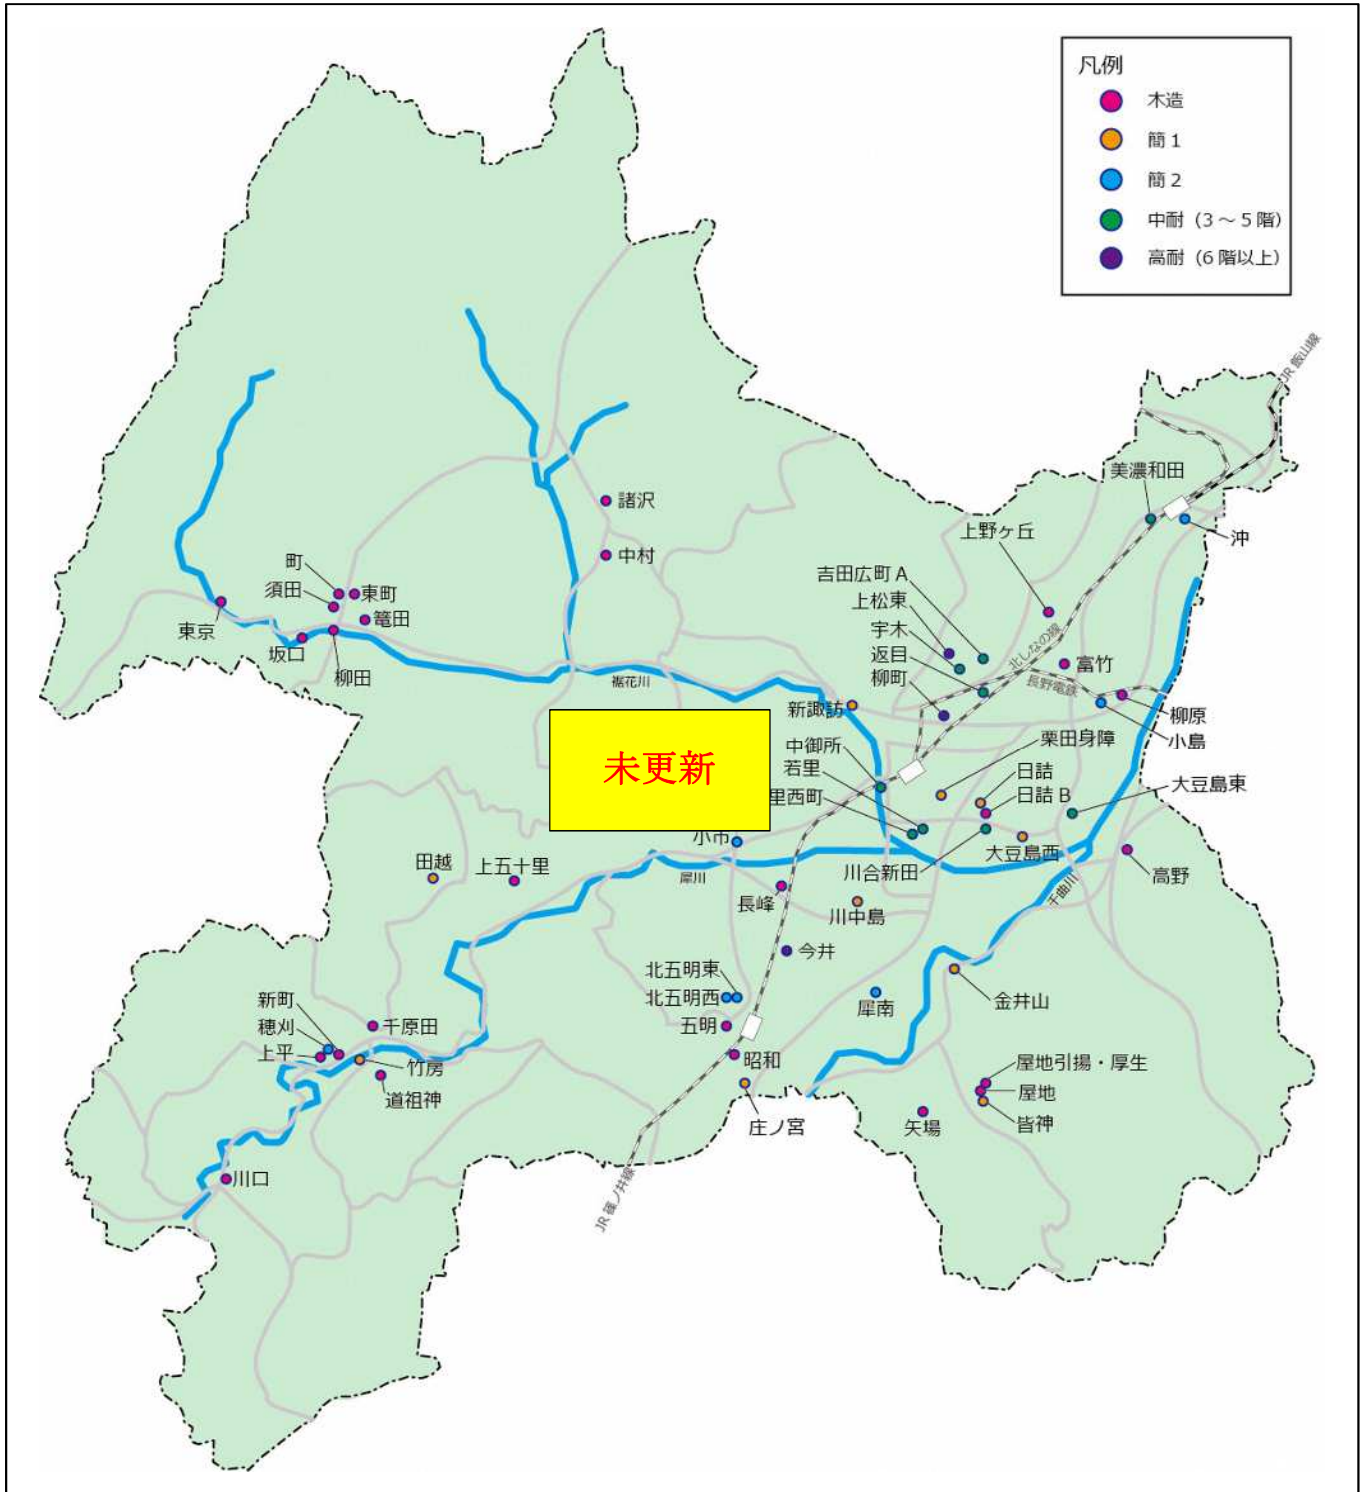 凡例
木造
簡1
簡2
中耐（3～5階）
高耐（6階以上）
JR 飯山線
美濃和田
沖
上野ヶ丘
諸沢
中村
吉田広町A
上松東
宇木
返目
柳町
町
須田
東町
篭田
東京
坂口
柳田
北しなの線
長野電鉄
富竹
柳原
小島
裾花川
新諏訪
未更新
中御所
若里
里西町
栗田身障
日詰
日詰B
大豆島東
小市
田越
上五十里
犀川
大豆島西
川合新田
高野
千曲川
長峰
川中島
今井
北五明東
北五明西
五明
犀南
金井山
新町
穂刈
上平
千原田
竹房
道祖神
昭和
庄ノ宮
屋地引揚・厚生
屋地
皆神
矢場
川口
JR 篠ノ井線